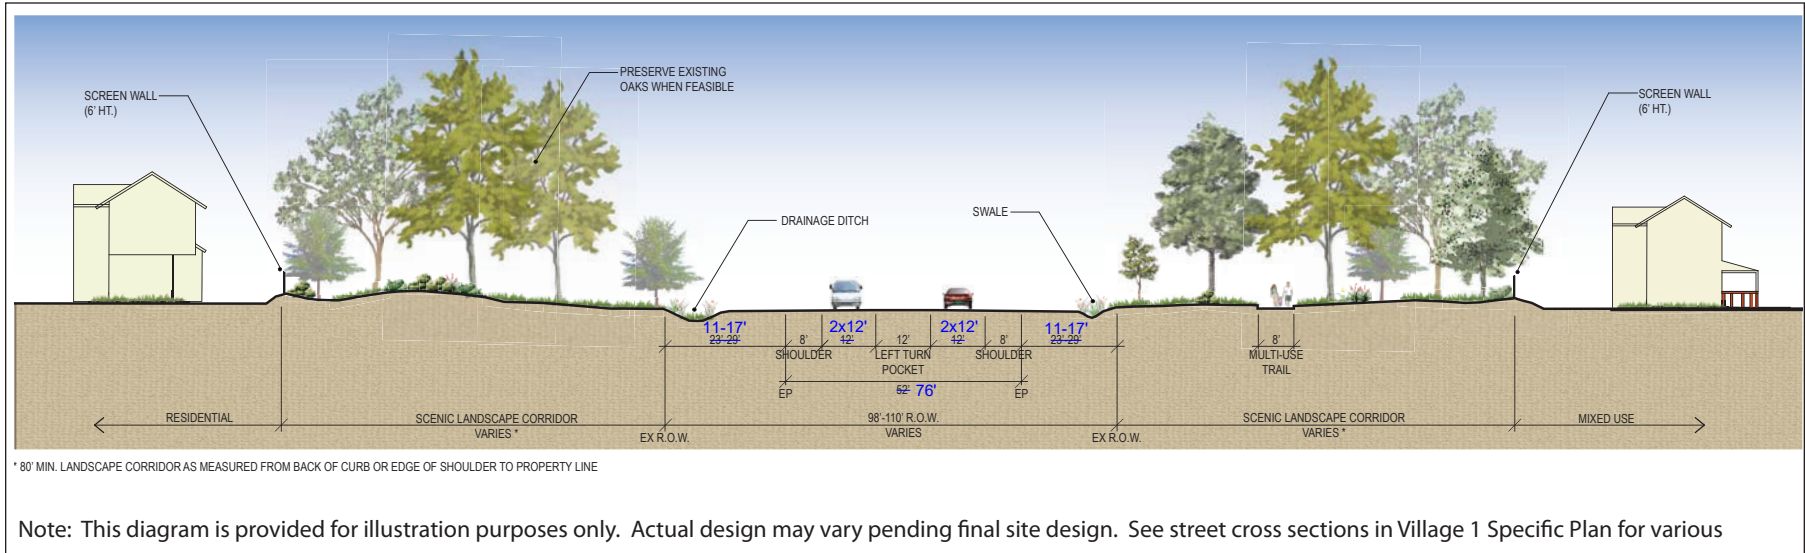 PRESERVE EXISTING
OAKS WHEN FEASIBLE
SCREEN WALL
(6' HT.)
SCREEN WALL
(6' HT.)
DRAINAGE DITCH
SWALE
11-17' 2x12' 2x12' 11-17'
23'-29' 8' 12' 12' 12' 8' 23'-29' 8'
SHOULDER LEFT TURN SHOULDER MULTI-USE
POCKET TRAIL
52' 76'
EP EP
RESIDENTIAL SCENIC LANDSCAPE CORRIDOR 98'-110' R.O.W. SCENIC LANDSCAPE CORRIDOR MIXED USE
VARIES * EX R.O.W. VARIES EX R.O.W. VARIES *
* 80' MIN. LANDSCAPE CORRIDOR AS MEASURED FROM BACK OF CURB OR EDGE OF SHOULDER TO PROPERTY LINE
Note: This diagram is provided for illustration purposes only. Actual design may vary pending final site design. See street cross sections in Village 1 Specific Plan for various